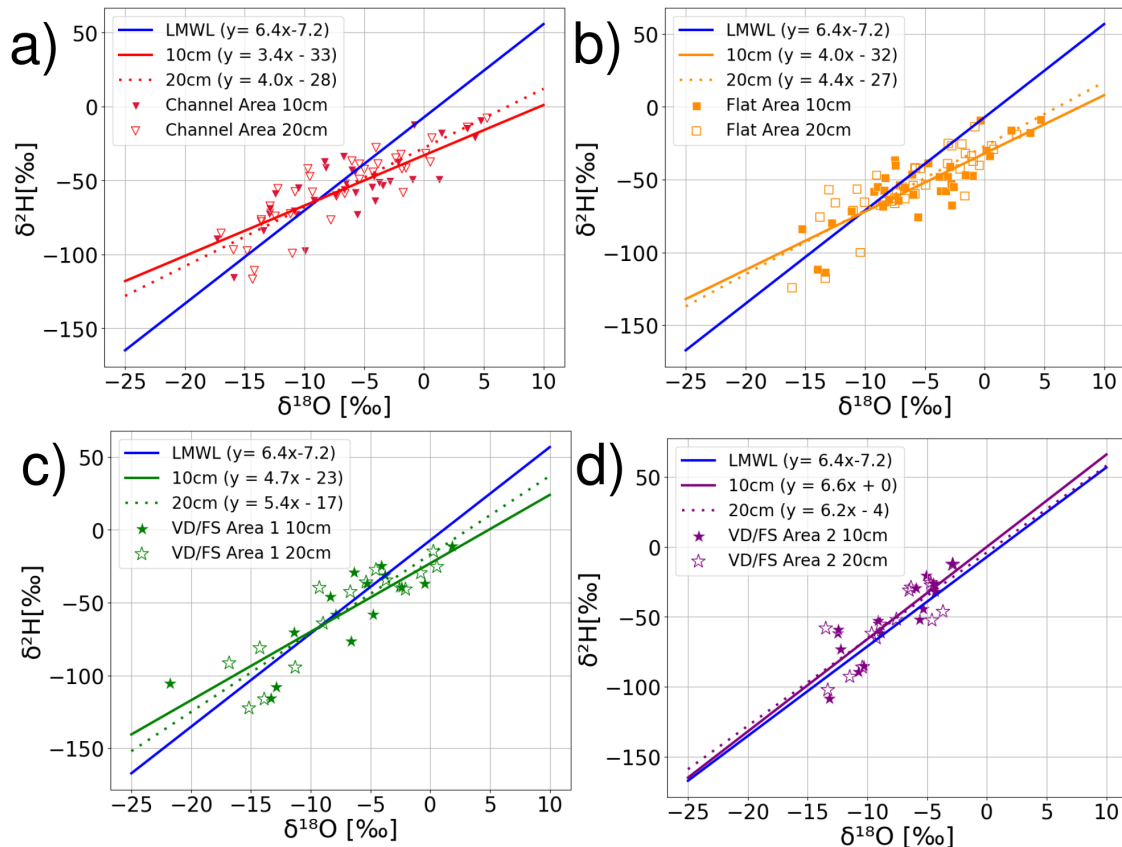 a)
LMWL (y= 6.4x-7.2)
10cm (y = 3.4x - 33)
20cm (y = 4.0x - 28)
Channel Area 10cm
Channel Area 20cm
50
0
−50
−100
−150
δ²H[‰]
−25 −20 −15 −10 −5 0 5 10
δ¹⁸O [‰]
b)
LMWL (y= 6.4x-7.2)
10cm (y = 4.0x - 32)
20cm (y = 4.4x - 27)
Flat Area 10cm
Flat Area 20cm
50
0
−50
−100
−150
δ²H[‰]
−25 −20 −15 −10 −5 0 5 10
δ¹⁸O [‰]
c)
LMWL (y= 6.4x-7.2)
10cm (y = 4.7x - 23)
20cm (y = 5.4x - 17)
VD/FS Area 1 10cm
VD/FS Area 1 20cm
50
0
−50
−100
−150
δ²H[‰]
−25 −20 −15 −10 −5 0 5 10
δ¹⁸O [‰]
d)
LMWL (y= 6.4x-7.2)
10cm (y = 6.6x + 0)
20cm (y = 6.2x - 4)
VD/FS Area 2 10cm
VD/FS Area 2 20cm
50
0
−50
−100
−150
δ²H[‰]
−25 −20 −15 −10 −5 0 5 10
δ¹⁸O [‰]